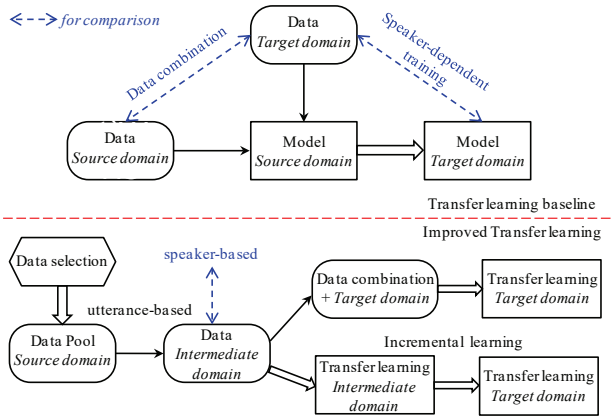 for comparison
Data
Target domain
Data combination
Speaker-dependent
training
Data
Source domain
Model
Source domain
Model
Target domain
Transfer learning baseline
Improved Transfer learning
Data selection
speaker-based
utterance-based
Data combination
+ Target domain
Transfer learning
Target domain
Data Pool
Source domain
Data
Intermediate
domain
Incremental learning
Transfer learning
Intermediate
domain
Transfer learning
Target domain